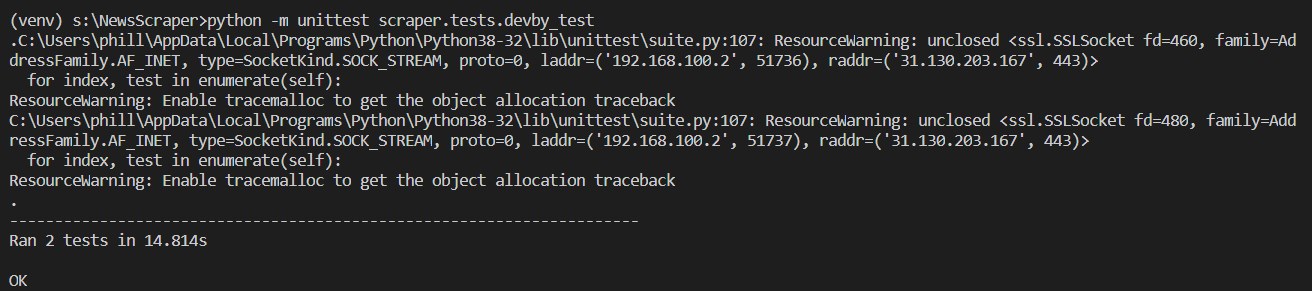 (venv) s:\NewsScraper>python -m unittest scraper.tests.devby_test
.C:\Users\phill\AppData\Local\Programs\Python\Python38-32\lib\unittest\suite.py:107: ResourceWarning: unclosed <ssl.SSLSocket fd=460, family=Ad
dressFamily.AF_INET, type=SocketKind.SOCK_STREAM, proto=0, laddr=('192.168.100.2', 51736), raddr=('31.130.203.167', 443)>
  for index, test in enumerate(self):
ResourceWarning: Enable tracemalloc to get the object allocation traceback
C:\Users\phill\AppData\Local\Programs\Python\Python38-32\lib\unittest\suite.py:107: ResourceWarning: unclosed <ssl.SSLSocket fd=480, family=Add
ressFamily.AF_INET, type=SocketKind.SOCK_STREAM, proto=0, laddr=('192.168.100.2', 51737), raddr=('31.130.203.167', 443)>
  for index, test in enumerate(self):
ResourceWarning: Enable tracemalloc to get the object allocation traceback
.
----------------------------------------------------------------------
Ran 2 tests in 14.814s

OK